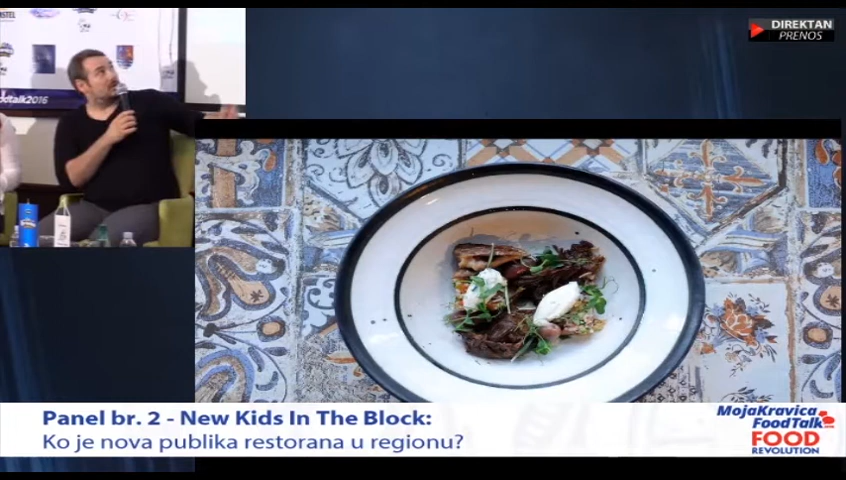 DIREKTAN
PRENOS
odtalk2016
Panel br. 2 - New Kids In The Block:
Ko je nova publika restorana u regionu?
MojaKravica
FoodTalk
FOOD
REVOLUTION